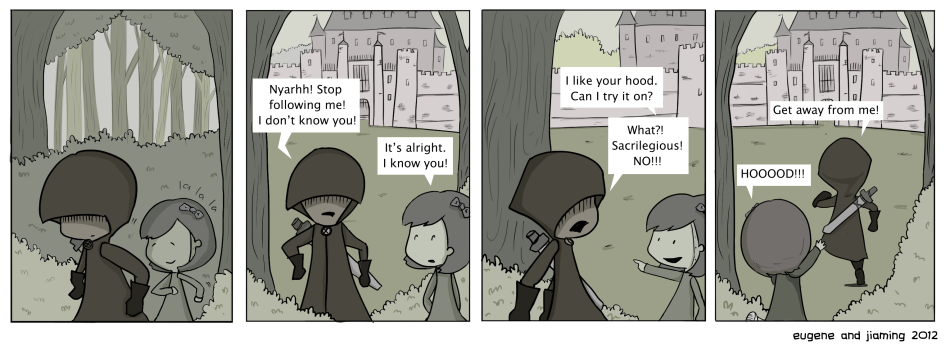 la la la
Nyarhh! Stop
following me!
I don't know you!
It's alright.
I know you!
I like your hood.
Can I try it on?
What?!
Sacrilegious!
NO!!!
Get away from me!
HOOOOD!!!
eugene and jiaming 2012